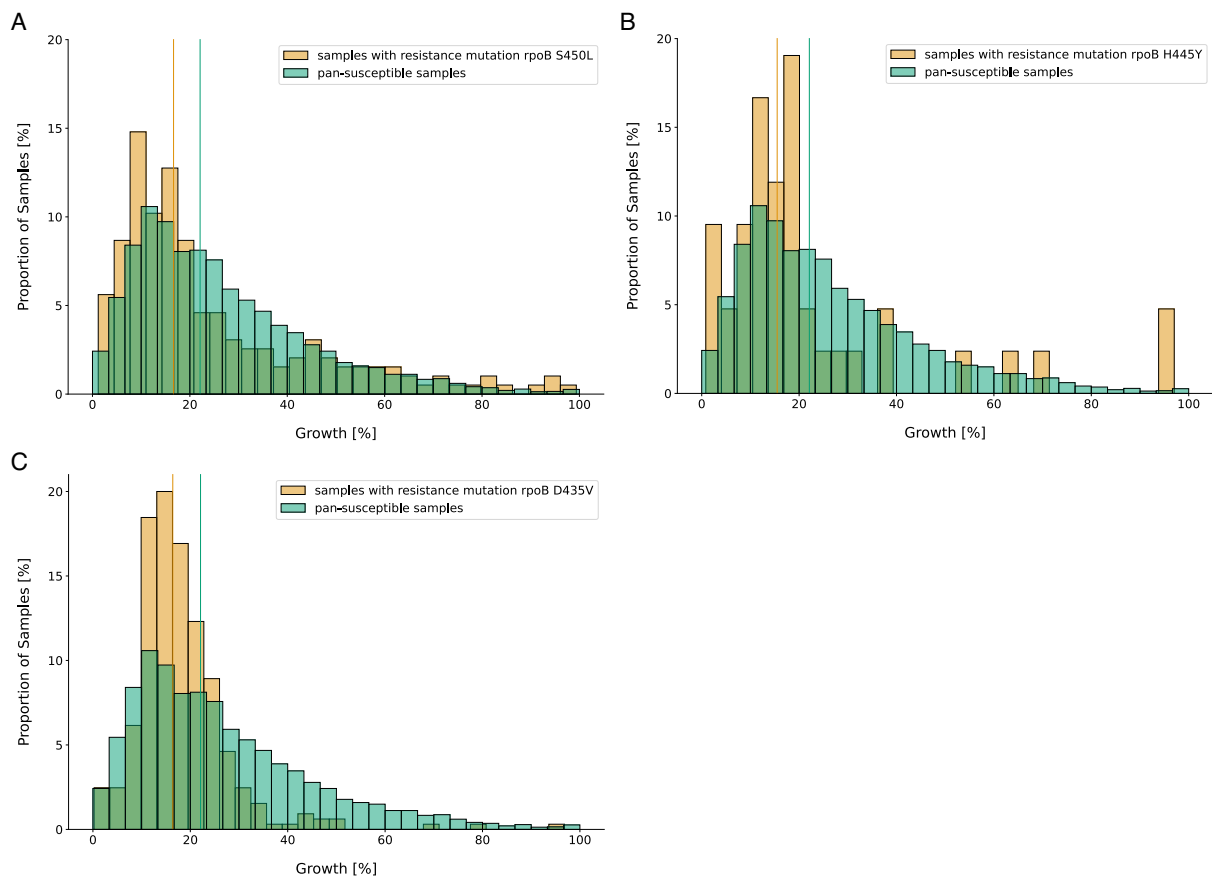 A
samples with resistance mutation rpoB S450L
pan-susceptible samples
Proportion of Samples [%]
20
15
10
5
0
0 20 40 60 80 100
Growth [%]
B
samples with resistance mutation rpoB H445Y
pan-susceptible samples
Proportion of Samples [%]
20
15
10
5
0
0 20 40 60 80 100
Growth [%]
C
samples with resistance mutation rpoB D435V
pan-susceptible samples
Proportion of Samples [%]
20
15
10
5
0
0 20 40 60 80 100
Growth [%]